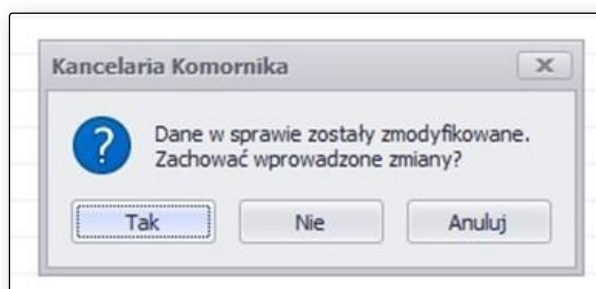 Kancelaria Komornika
Dane w sprawie zostały zmodyfikowane.
Zachować wprowadzone zmiany?
Tak
Nie
Anuluj